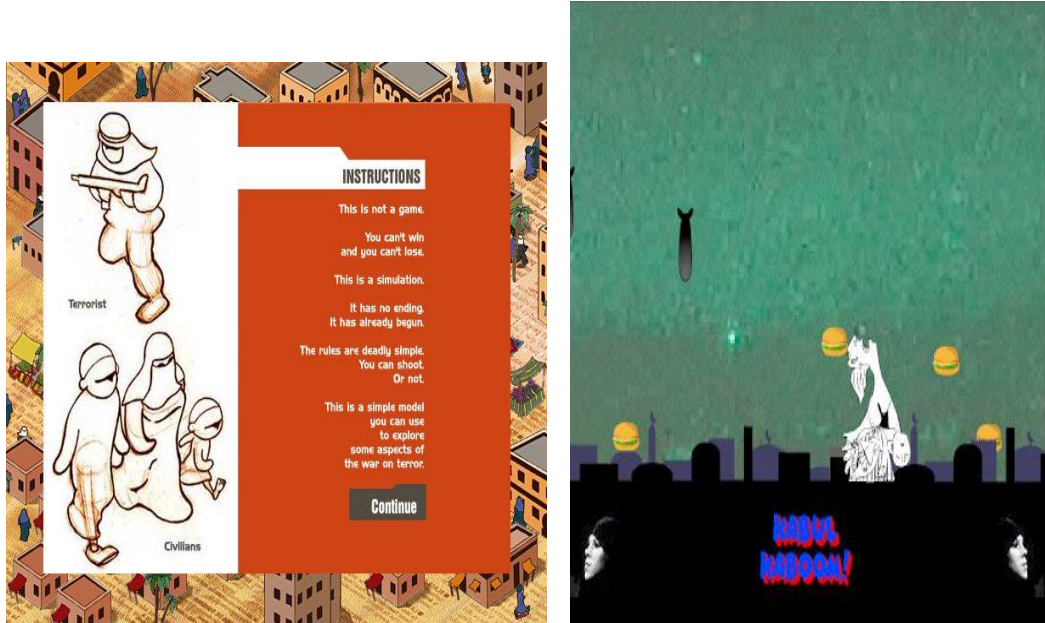 INSTRUCTIONS
This is not a game.
You can't win
and you can't lose.
This is a simulation.
It has no ending.
It has already begun.
The rules are deadly simple.
You can shoot.
Or not.
This is a simple model
you can use
to explore
some aspects of
the war on terror.
Continue
Terrorist
Civilians
KABUL
KABOOM!